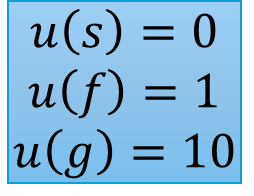 u(s) = 0
u(f) = 1
u(g) = 10